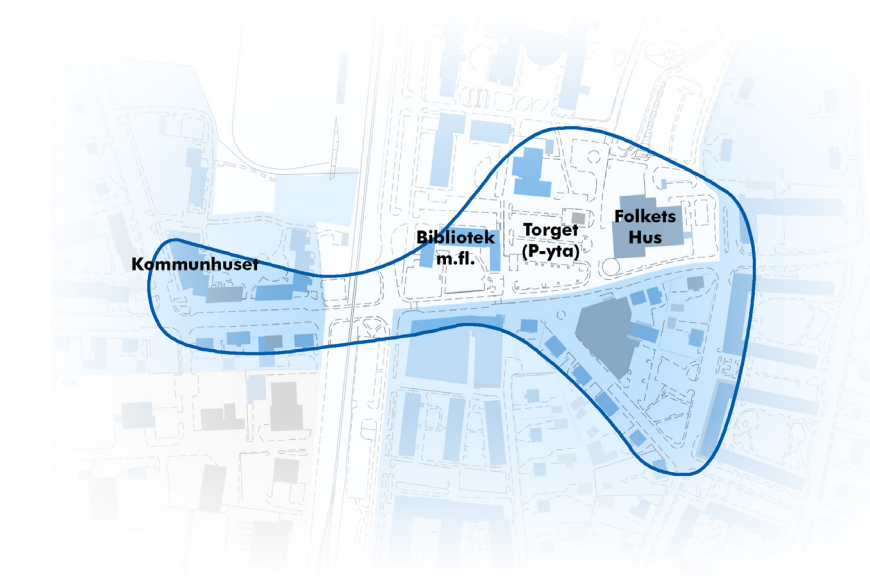 Kommunhuset
Bibliotek
m.fl.
Torget
(P-yta)
Folkets
Hus